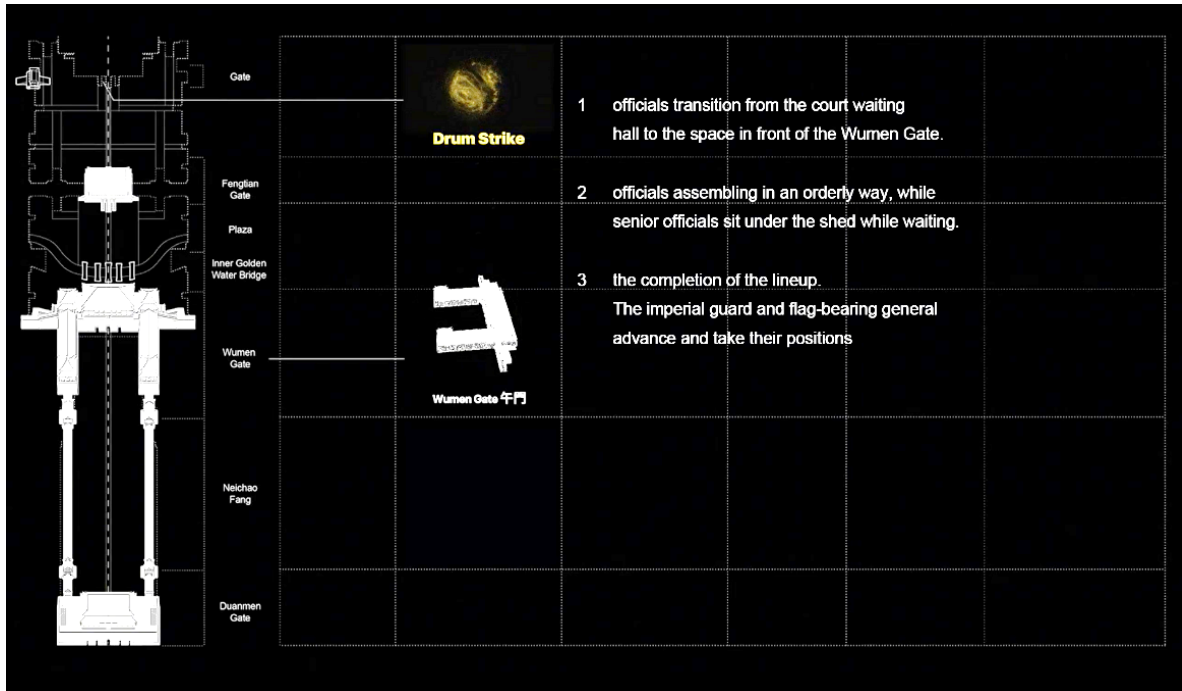 Gate
Fengtian
Gate
Plaza
Inner Golden
Water Bridge
Wumen
Gate
Neichao
Fang
Duanmen
Gate
Drum Strike
Wumen Gate 午門
1 officials transition from the court waiting
hall to the space in front of the Wumen Gate.
2 officials assembling in an orderly way, while
senior officials sit under the shed while waiting.
3 the completion of the lineup.
The imperial guard and flag-bearing general
advance and take their positions